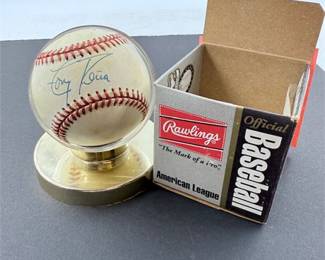 Rawlings
"The Mark of a Pro"
American League
Official
Baseball